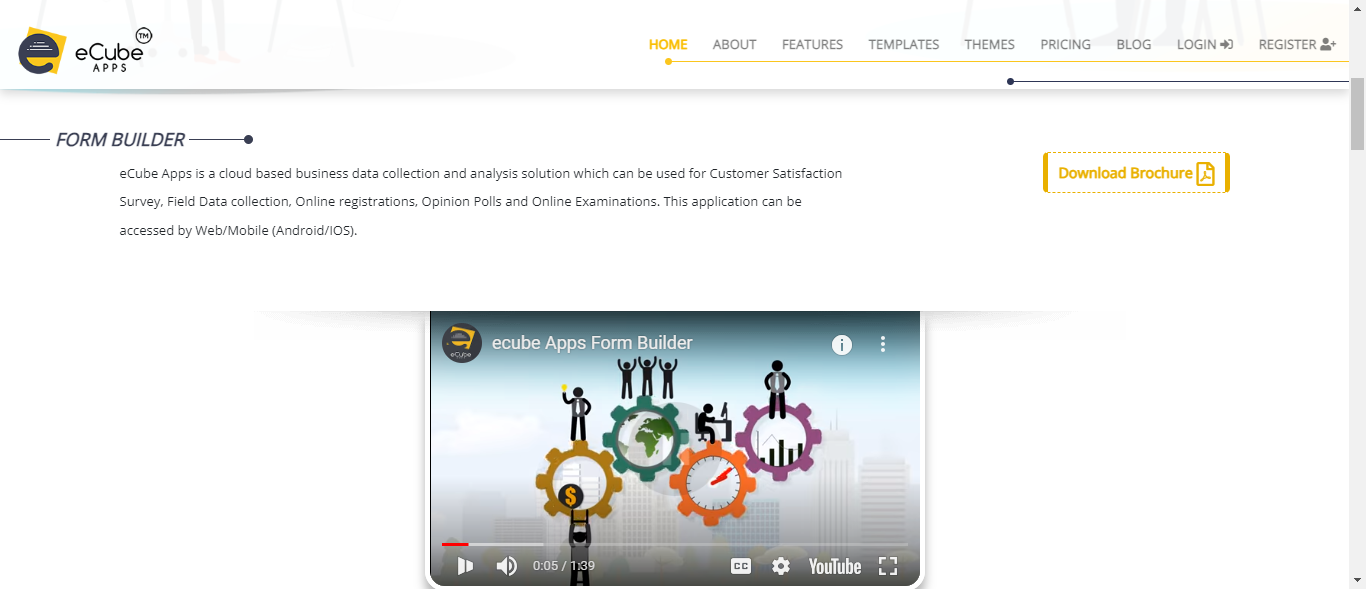 eCube TM
APPS
HOME ABOUT FEATURES TEMPLATES THEMES PRICING BLOG LOGIN REGISTER
FORM BUILDER
eCube Apps is a cloud based business data collection and analysis solution which can be used for Customer Satisfaction
Survey, Field Data collection, Online registrations, Opinion Polls and Online Examinations. This application can be
accessed by Web/Mobile (Android/IOS).
Download Brochure
eCube
ecube Apps Form Builder
$
0:05 / 1:39
CC
YouTube